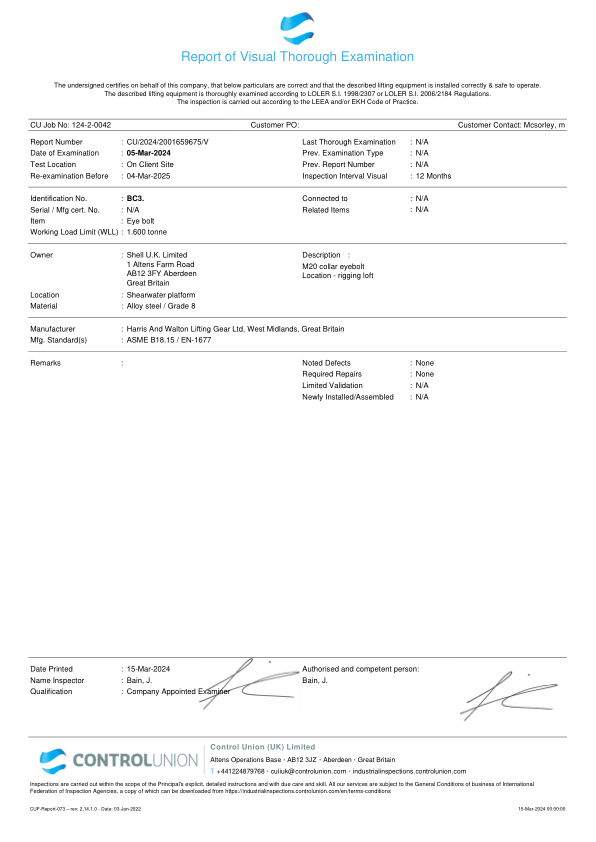 Report of Visual Thorough Examination
The undersigned certifies on behalf of this company, that below particulars are correct and that the described lifting equipment is installed correctly & safe to operate.
The described lifting equipment is thoroughly examined according to LOLER S.I. 1998/2307 or LOLER S.I. 2006/2184 Regulations.
The inspection is carried out according to the LEEA and/or EKH Code of Practice.
CU Job No: 124-2-0042 Customer PO: Customer Contact: Mcsorley, m
Report Number : CU/2024/2001659675/V Last Thorough Examination : N/A
Date of Examination : 05-Mar-2024 Prev. Examination Type : N/A
Test Location : On Client Site Prev. Report Number : N/A
Re-examination Before : 04-Mar-2025 Inspection Interval Visual : 12 Months
Identification No. : BC3. Connected to : N/A
Serial / Mfg cert. No. : N/A Related Items : N/A
Item : Eye bolt
Working Load Limit (WLL) : 1.600 tonne
Owner : Shell U.K. Limited Description :
1 Altens Farm Road M20 collar eyebolt
AB12 3FY Aberdeen Location - rigging loft
Great Britain
Location : Shearwater platform
Material : Alloy steel / Grade 8
Manufacturer : Harris And Walton Lifting Gear Ltd, West Midlands, Great Britain
Mfg. Standard(s) : ASME B18.15 / EN-1677
Remarks : Noted Defects : None
Required Repairs : None
Limited Validation : N/A
Newly Installed/Assembled : N/A
Date Printed : 15-Mar-2024 Authorised and competent person:
Name Inspector : Bain, J. Bain, J.
Qualification : Company Appointed Examiner
CONTROLUNION
Control Union (UK) Limited
Altens Operations Base · AB12 3JZ · Aberdeen · Great Britain
T +441224879768 · cuiiuk@controlunion.com · industrialinspections.controlunion.com
Inspections are carried out within the scope of the Principal's explicit, detailed instructions and with due care and skill. All our services are subject to the General Conditions of business of International
Federation of Inspection Agencies, a copy of which can be downloaded from https://industrialinspections.controlunion.com/en/terms-conditions
CUF-Report-073 – rev: 2.14.1.0 - Date: 03-Jun-2022 15-Mar-2024 00:00:00